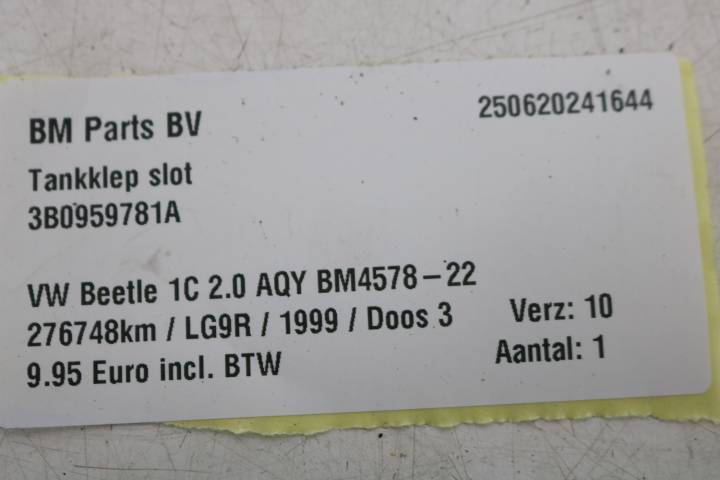 BM Parts BV
250620241644
Tankklep slot
3B0959781A
VW Beetle 1C 2.0 AQY BM4578-22
276748km / LG9R / 1999 / Doos 3
Verz: 10
9.95 Euro incl. BTW
Aantal: 1